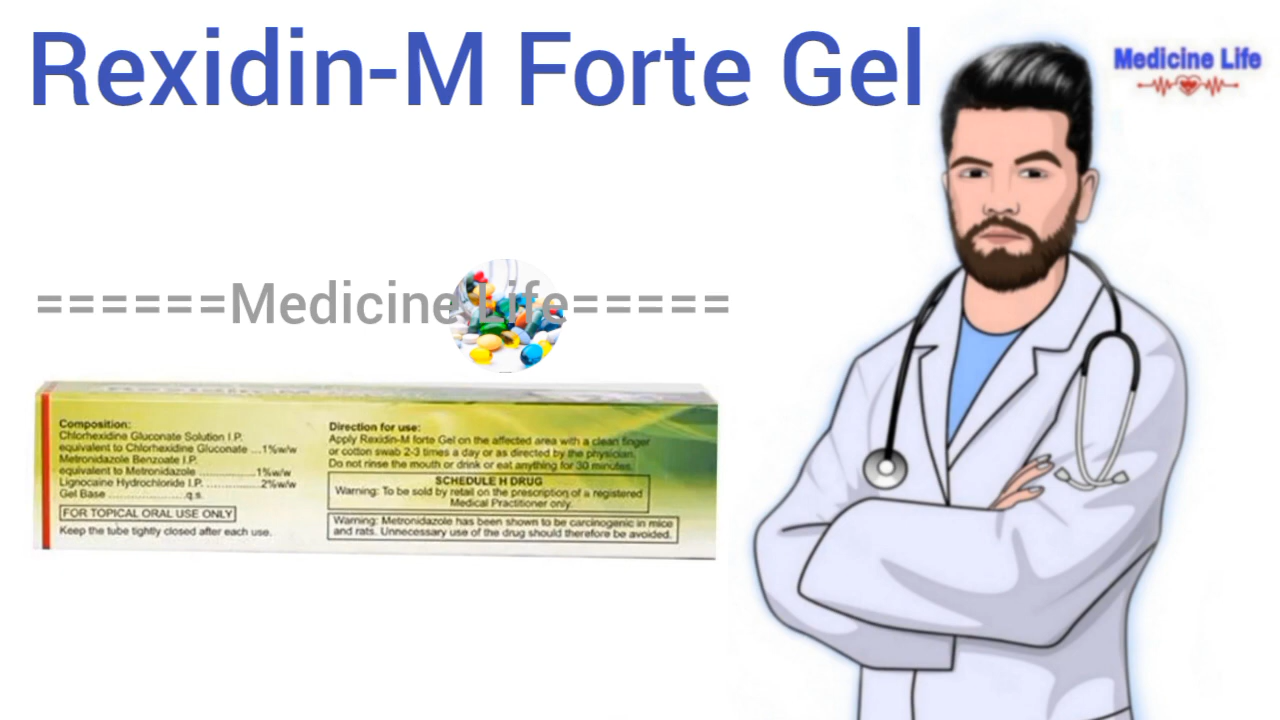 Rexidin-M Forte Gel
Medicine Life
======Medicine Life=====
Composition:
Chlorhexidine Gluconate Solution I.P.
equivalent to Chlorhexidine Gluconate ....1%w/w
Metronidazole Benzoate I.P.
equivalent to Metronidazole ....................1%w/w
Lignocaine Hydrochloride I.P. ..................2%w/w
Gel Base ...........................q.s.
FOR TOPICAL ORAL USE ONLY
Keep the tube tightly closed after each use.
Direction for use:
Apply Rexidin-M forte Gel on the affected area with a clean finger
or cotton swab 2-3 times a day or as directed by the physician.
Do not rinse the mouth or drink or eat anything for 30 minutes.
SCHEDULE H DRUG
Warning: To be sold by retail on the prescription of a registered
Medical Practitioner only.
Warning: Metronidazole has been shown to be carcinogenic in mice
and rats. Unnecessary use of the drug should therefore be avoided.